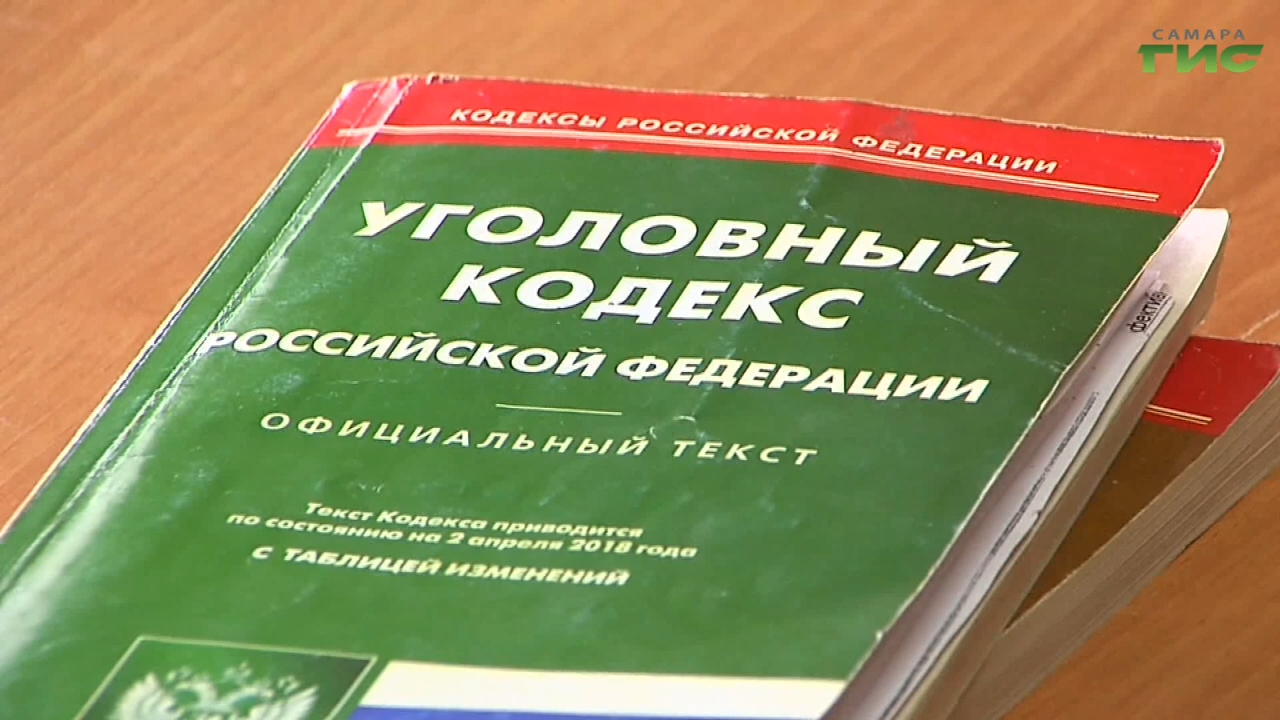 САМАРА
ГИС
КОДЕКСЫ РОССИЙСКОЙ ФЕДЕРАЦИИ
УГОЛОВНЫЙ
КОДЕКС
РОССИЙСКОЙ ФЕДЕРАЦИИ
ОФИЦИАЛЬНЫЙ ТЕКСТ
Текст Кодекса приводится
по состоянию на 2 апреля 2018 года
С ТАБЛИЦЕЙ ИЗМЕНЕНИЙ